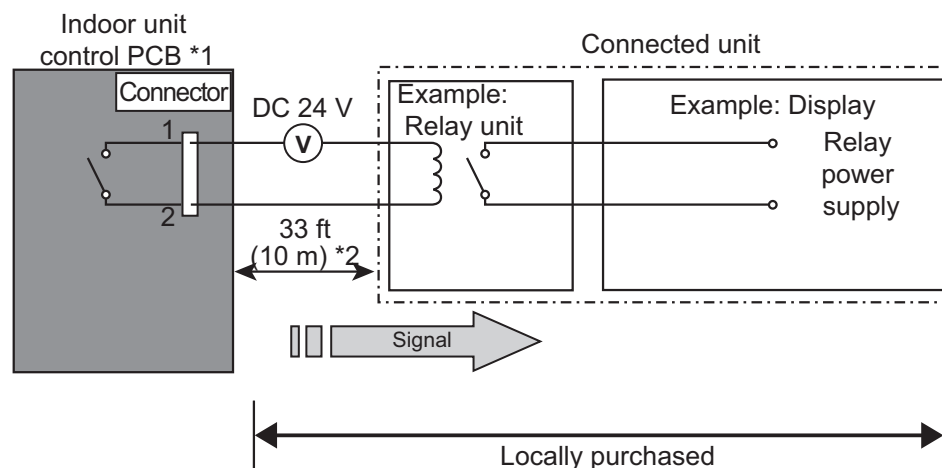 Indoor unit
control PCB *1
Connector
1
2
DC 24 V
V
33 ft
(10 m) *2
Connected unit
Example:
Relay unit
Example: Display
Relay
power
supply
Signal
Locally purchased